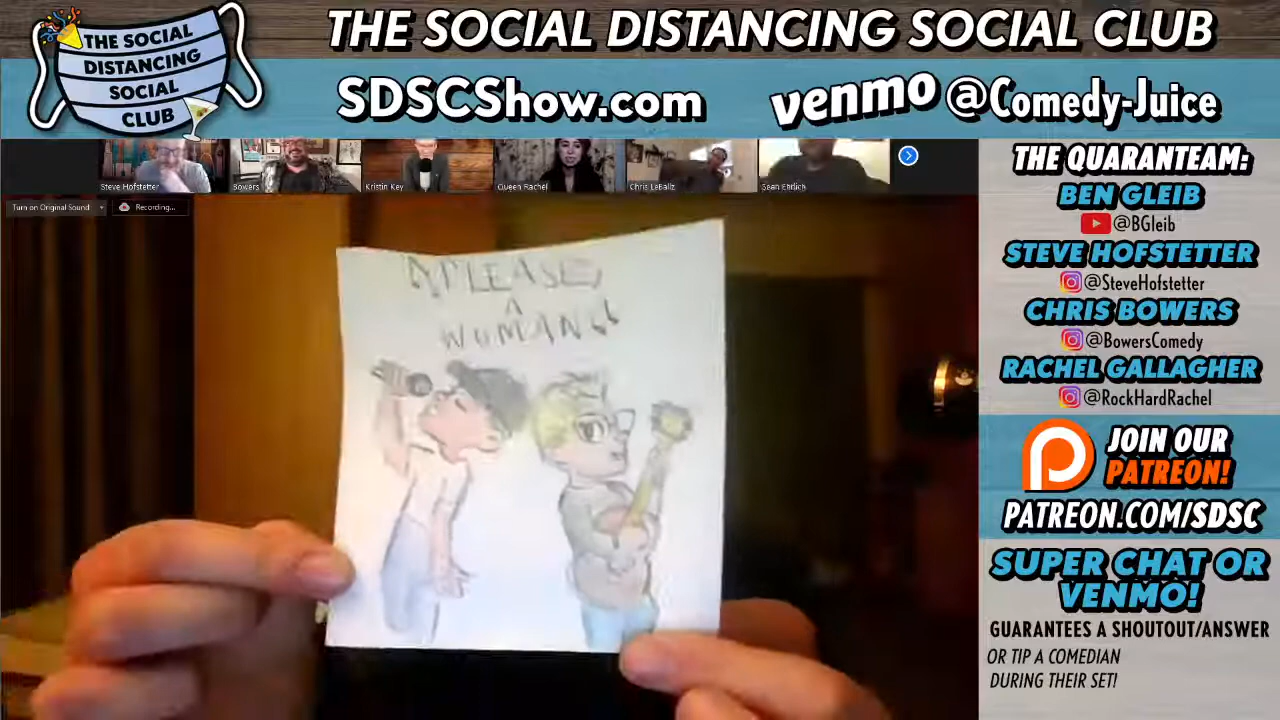 THE SOCIAL
DISTANCING
SOCIAL
CLUB
THE SOCIAL DISTANCING SOCIAL CLUB
SDSCShow.com
venmo @Comedy-Juice
Steve Hofstetter
Bowers
Kristin Key
Queen Rachel
Chris LeBallz
Sean Ehrlich
Turn on Original Sound
Recording...
PLEASE
A
WOMAN
THE QUARANTEAM:
BEN GLEIB
@BGleib
STEVE HOFSTETTER
@SteveHofstetter
CHRIS BOWERS
@BowersComedy
RACHEL GALLAGHER
@RockHardRachel
JOIN OUR
PATREON!
PATREON.COM/SDSC
SUPER CHAT OR
VENMO!
GUARANTEES A SHOUTOUT/ANSWER
OR TIP A COMEDIAN
DURING THEIR SET!